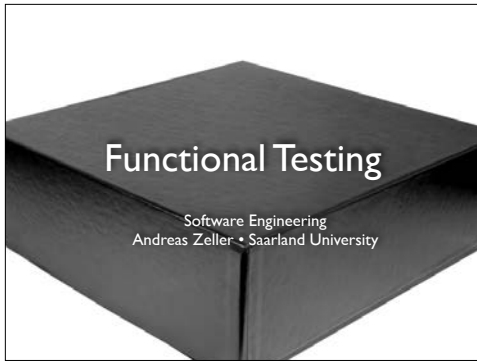 Functional Testing
Software Engineering
Andreas Zeller • Saarland University